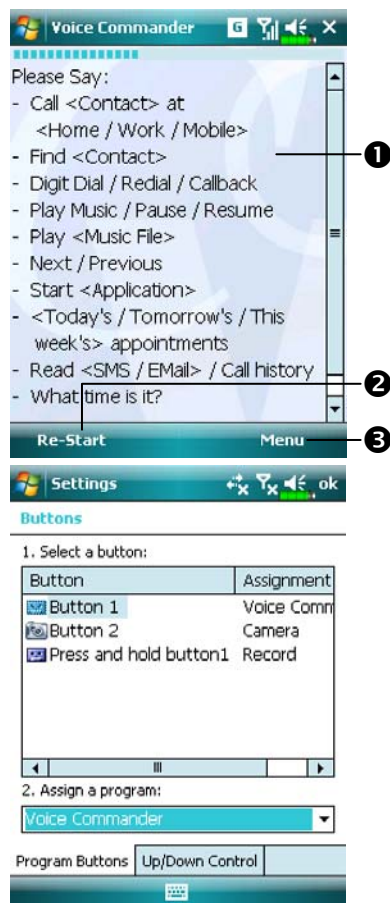 Voice Commander G
Please Say:
- Call <Contact> at
<Home / Work / Mobile>
- Find <Contact>
- Digit Dial / Redial / Callback
- Play Music / Pause / Resume
- Play <Music File>
- Next / Previous
- Start <Application>
- <Today's / Tomorrow's / This
week's> appointments
- Read <SMS / EMail> / Call history
- What time is it?
Re-Start Menu
1
2
3
Settings ok
Buttons
1. Select a button:
Button Assignment
Button 1 Voice Comm
Button 2 Camera
Press and hold button1 Record
2. Assign a program:
Voice Commander
Program Buttons Up/Down Control